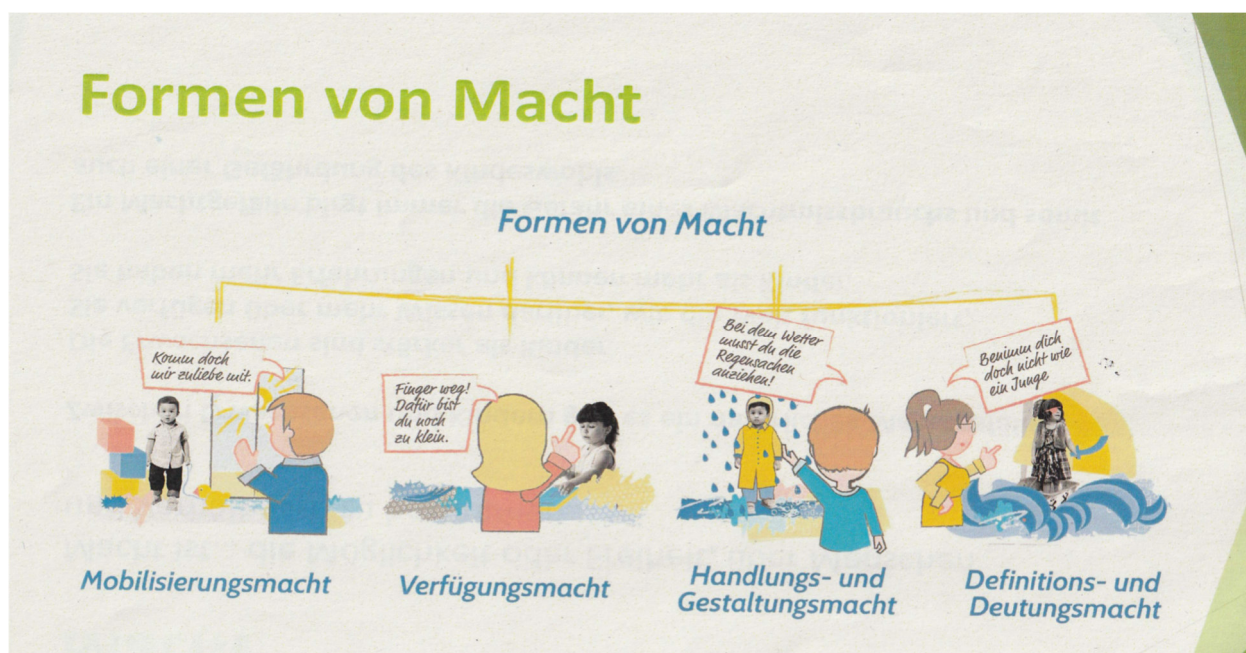 Formen von Macht
Formen von Macht
Komm doch
mir zuliebe mit.
Finger weg!
Dafür bist
du noch
zu klein.
Bei dem Wetter
musst du die
Regensachen
anziehen!
Benimm dich
doch nicht wie
ein Junge
Mobilisierungsmacht
Verfügungsmacht
Handlungs- und
Gestaltungsmacht
Definitions- und
Deutungsmacht